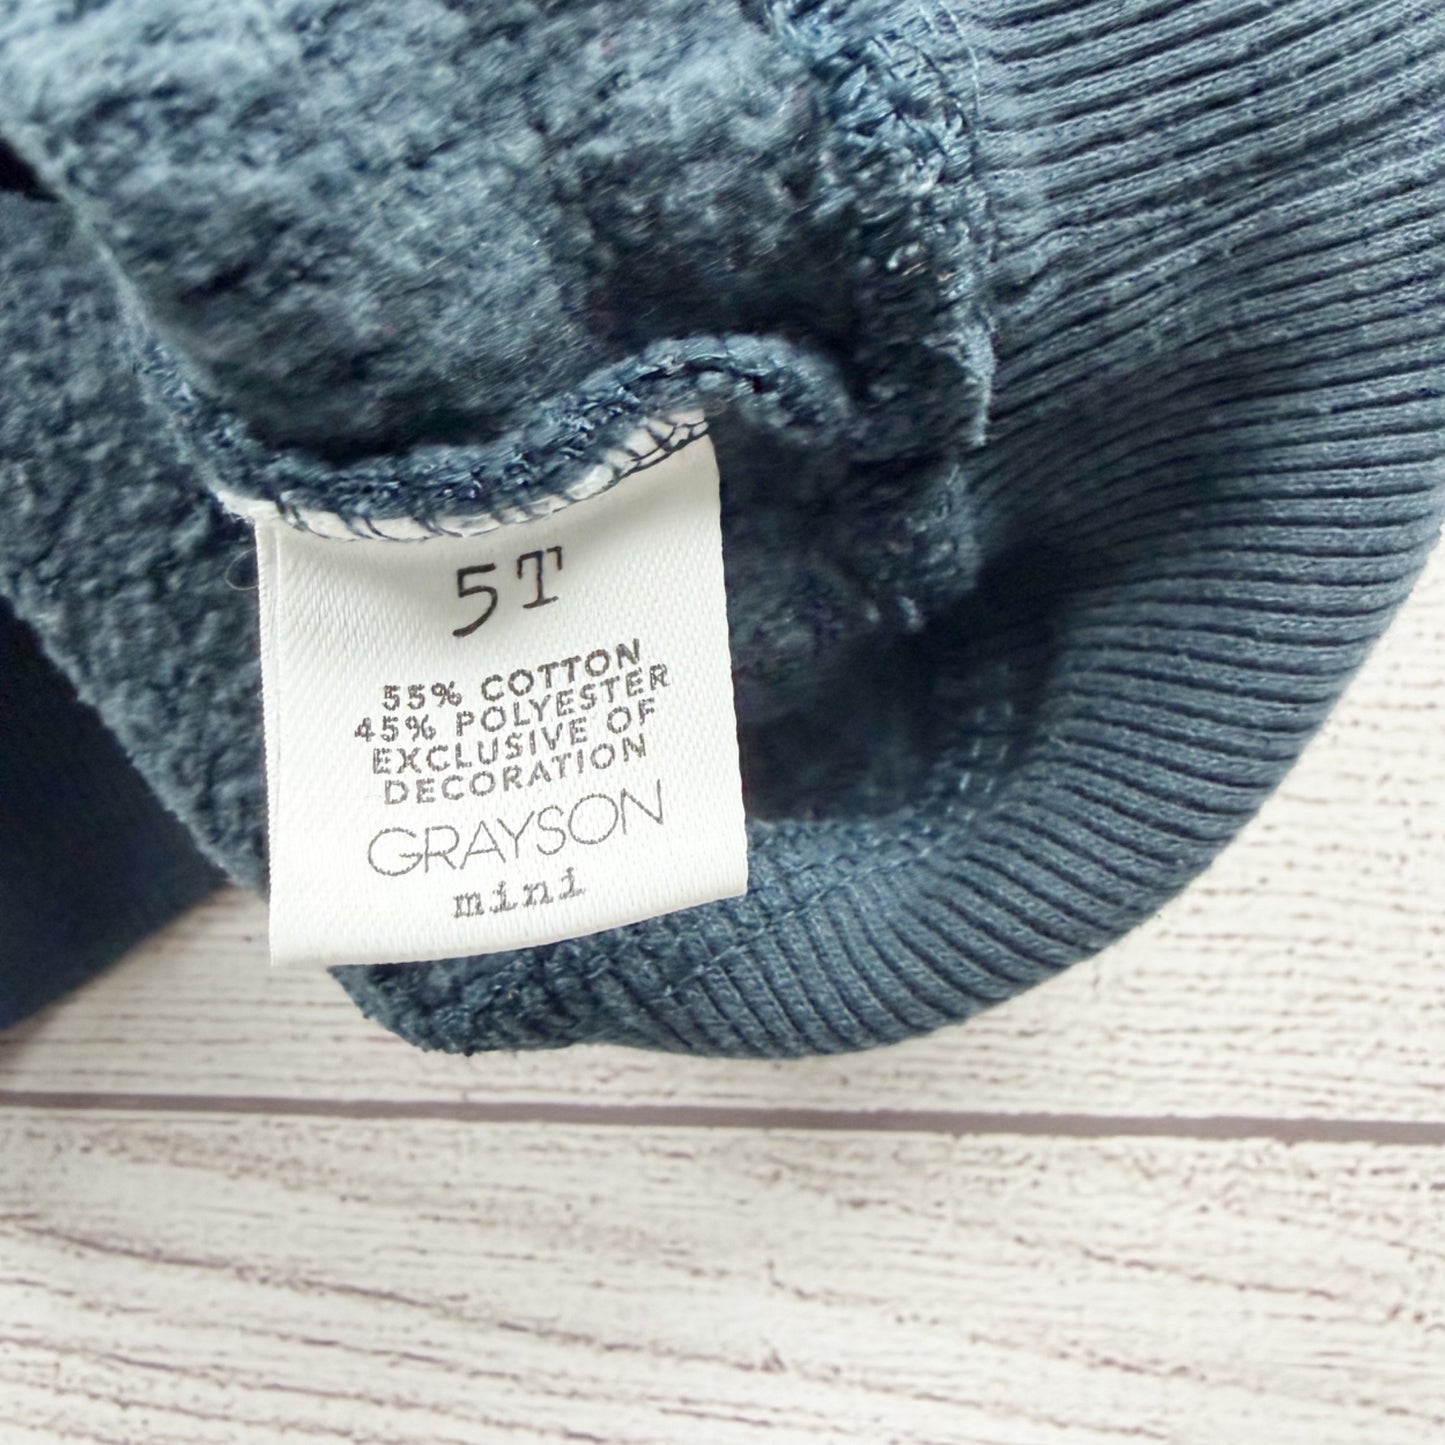 5T
55% COTTON
45% POLYESTER
EXCLUSIVE OF
DECORATION
GRAYSON
mini